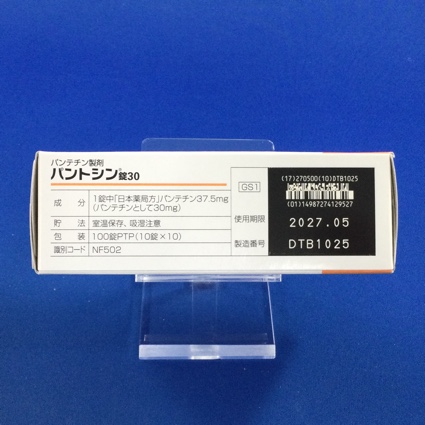 パンテチン製剤
パントシン錠30
成分 1錠中「日本薬局方」パンテチン37.5mg
(パンテチンとして30mg)
貯法 室温保存、吸湿注意
包装 100錠PTP(10錠×10)
識別コード NF502
GS1
(17)270500(10)DTB1025
(01)14987274129527
使用期限 2027.05
製造番号 DTB1025